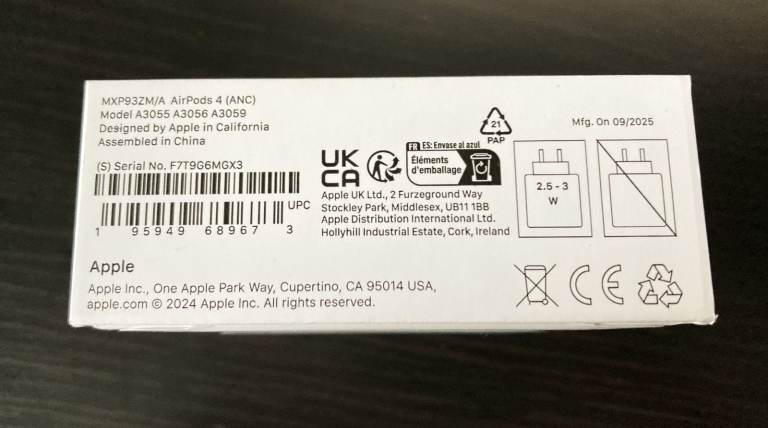 MXP93ZM/A AirPods 4 (ANC)
Model A3055 A3056 A3059
Designed by Apple in California
Assembled in China
(S) Serial No. F7T9G6MGX3
UPC
1 95949 68967 3
UK
CA
FR ES: Envase al azul
Éléments
d'emballage
21
PAP
Mfg. On 09/2025
2.5 - 3
W
Apple UK Ltd., 2 Furzeground Way
Stockley Park, Middlesex, UB11 1BB
Apple Distribution International Ltd.
Hollyhill Industrial Estate, Cork, Ireland
Apple
Apple Inc., One Apple Park Way, Cupertino, CA 95014 USA,
apple.com © 2024 Apple Inc. All rights reserved.
CE